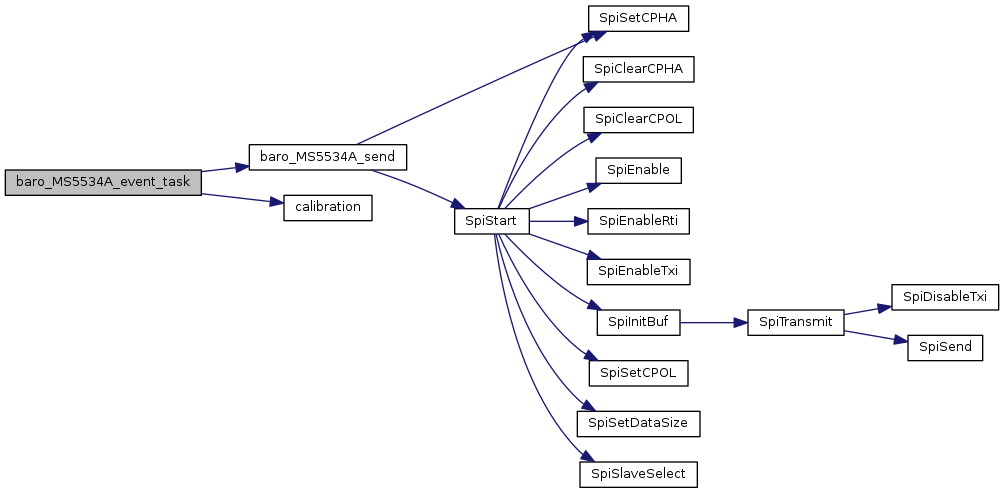 baro_MS5534A_event_task
baro_MS5534A_send
calibration
SpiStart
SpiSetCPHA
SpiClearCPHA
SpiClearCPOL
SpiEnable
SpiEnableRti
SpiEnableTxi
SpiInitBuf
SpiSetCPOL
SpiSetDataSize
SpiSlaveSelect
SpiTransmit
SpiDisableTxi
SpiSend